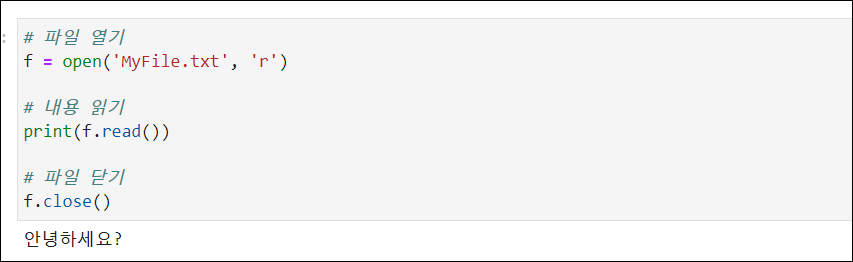 # 파일 열기
f = open('MyFile.txt', 'r')
# 내용 읽기
print(f.read())
# 파일 닫기
f.close()
안녕하세요?